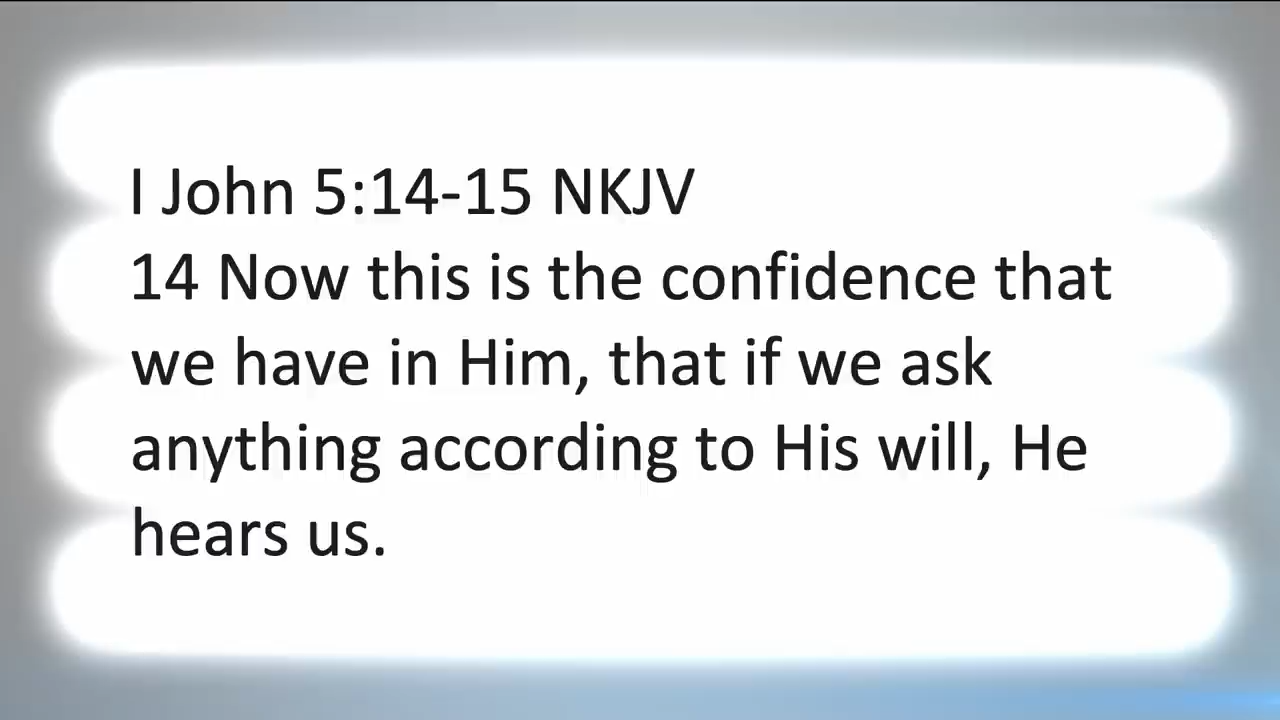 I John 5:14-15 NKJV
14 Now this is the confidence that
we have in Him, that if we ask
anything according to His will, He
hears us.